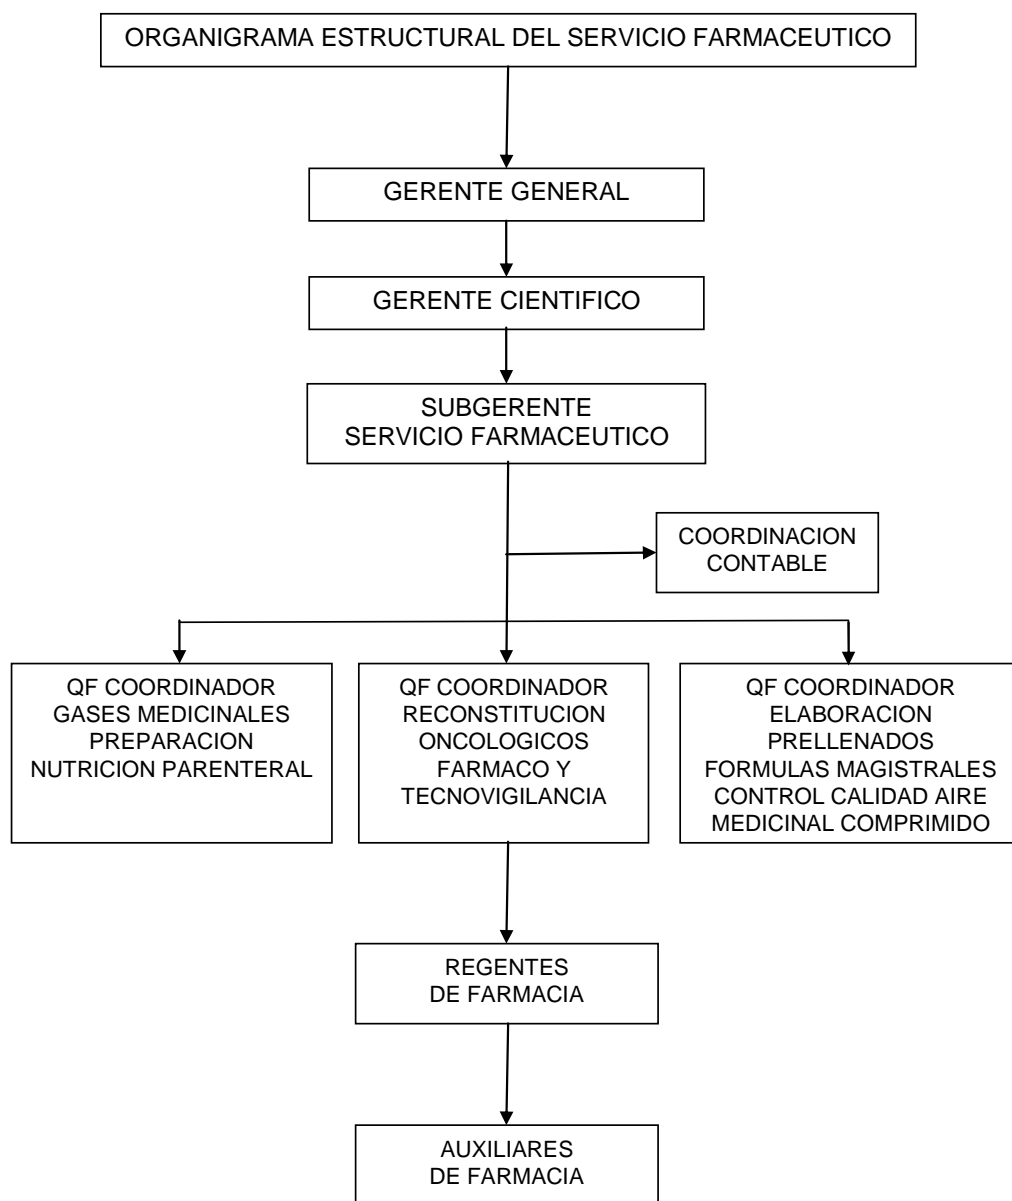 ORGANIGRAMA ESTRUCTURAL DEL SERVICIO FARMACEUTICO
GERENTE GENERAL
GERENTE CIENTIFICO
SUBGERENTE
SERVICIO FARMACEUTICO
COORDINACION
CONTABLE
QF COORDINADOR
GASES MEDICINALES
PREPARACION
NUTRICION PARENTERAL
QF COORDINADOR
RECONSTITUCION
ONCOLOGICOS
FARMACO Y
TECNOVIGILANCIA
QF COORDINADOR
ELABORACION
PRELLENADOS
FORMULAS MAGISTRALES
CONTROL CALIDAD AIRE
MEDICINAL COMPRIMIDO
REGENTES
DE FARMACIA
AUXILIARES
DE FARMACIA